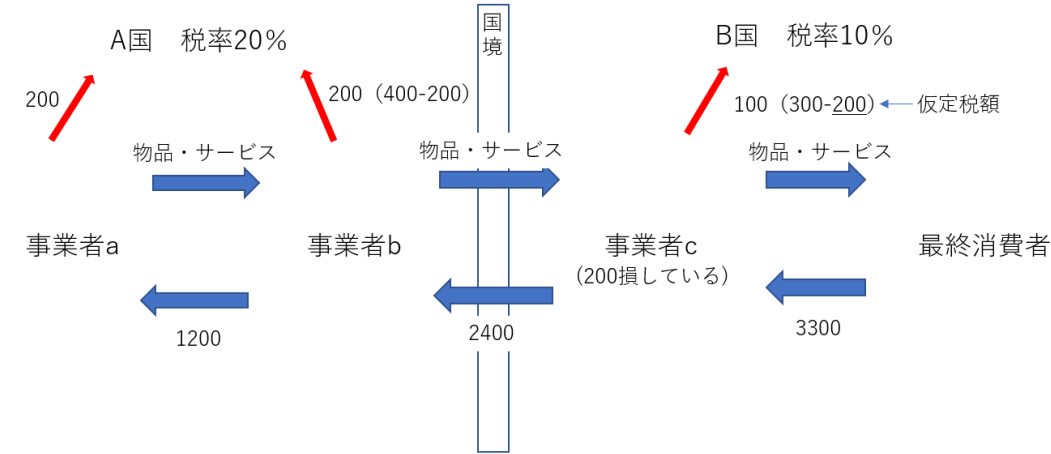 A国　税率20%
国境
B国　税率10%
200
200（400-200）
100（300-200）
仮定税額
物品・サービス
物品・サービス
物品・サービス
事業者a
事業者b
事業者c
（200損している）
最終消費者
1200
2400
3300